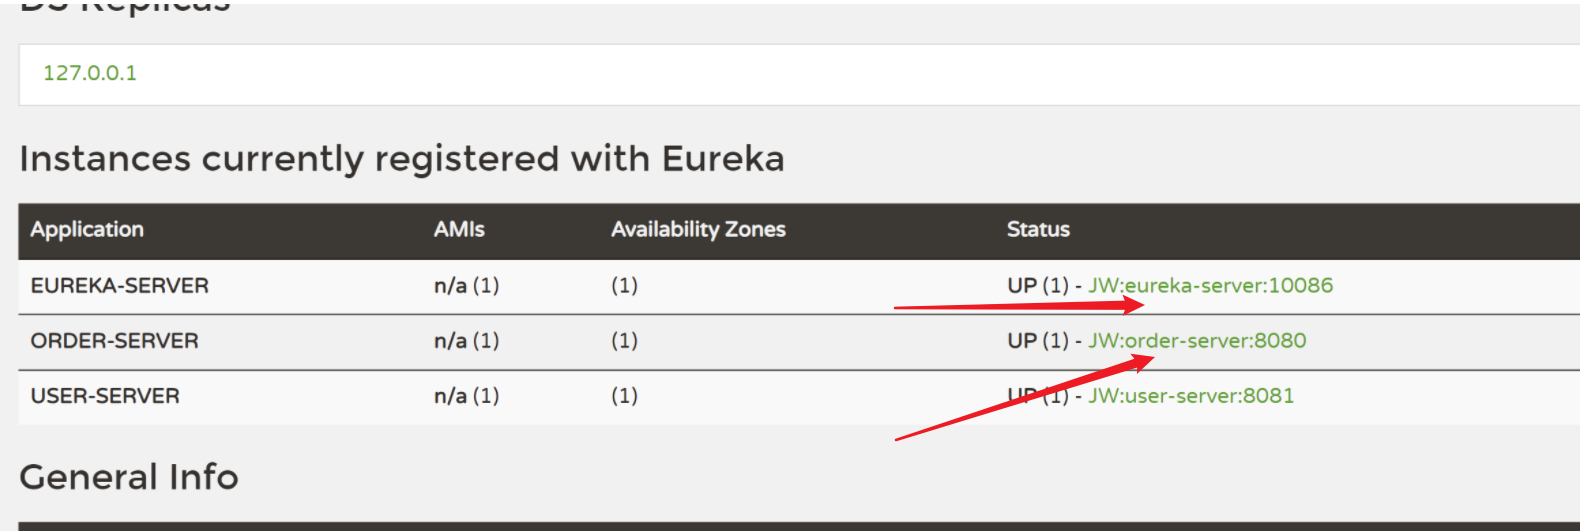 DS Replicas
127.0.0.1
Instances currently registered with Eureka
Application AMIs Availability Zones Status
EUREKA-SERVER n/a (1) (1) UP (1) - JW:eureka-server:10086
ORDER-SERVER n/a (1) (1) UP (1) - JW:order-server:8080
USER-SERVER n/a (1) (1) UP (1) - JW:user-server:8081
General Info